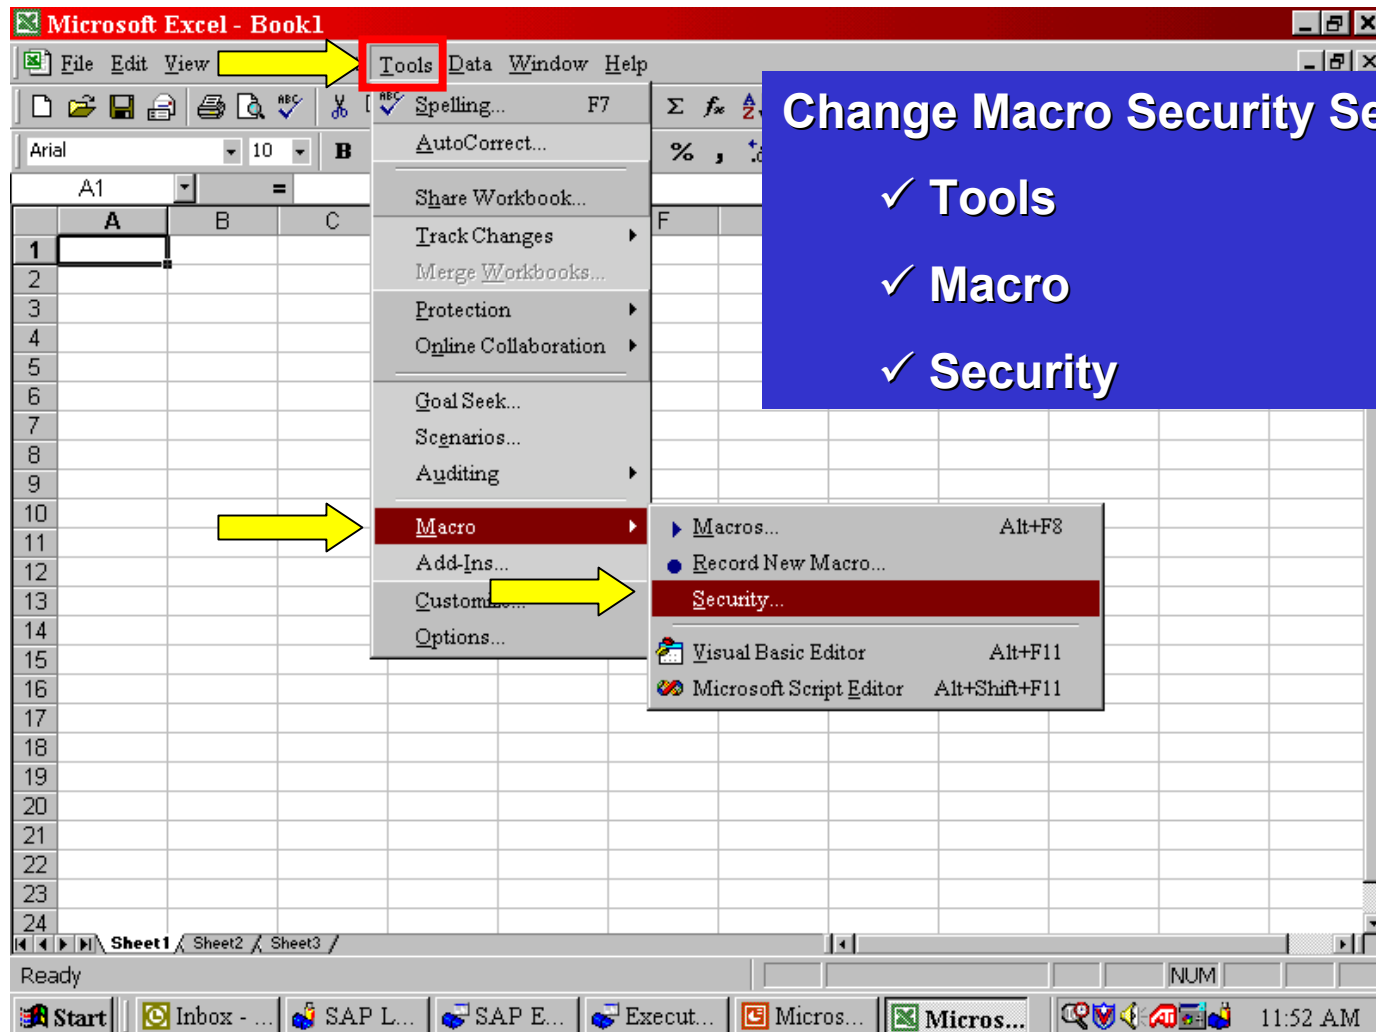 Microsoft Excel - Book1
File Edit View Tools Data Window Help
Arial 10 B % ,
A1 =
A B C F
1
2
3
4
5
6
7
8
9
10
11
12
13
14
15
16
17
18
19
20
21
22
23
24
Spelling... F7
AutoCorrect...
Share Workbook...
Track Changes
Merge Workbooks...
Protection
Online Collaboration
Goal Seek...
Scenarios...
Auditing
Macro
Add-Ins...
Customize...
Options...
Macros... Alt+F8
Record New Macro...
Security...
Visual Basic Editor Alt+F11
Microsoft Script Editor Alt+Shift+F11
Change Macro Security Se
✓ Tools
✓ Macro
✓ Security
Sheet1 Sheet2 Sheet3
Ready NUM
Start Inbox - ... SAP L... SAP E... Execut... Micros... Micros... 11:52 AM